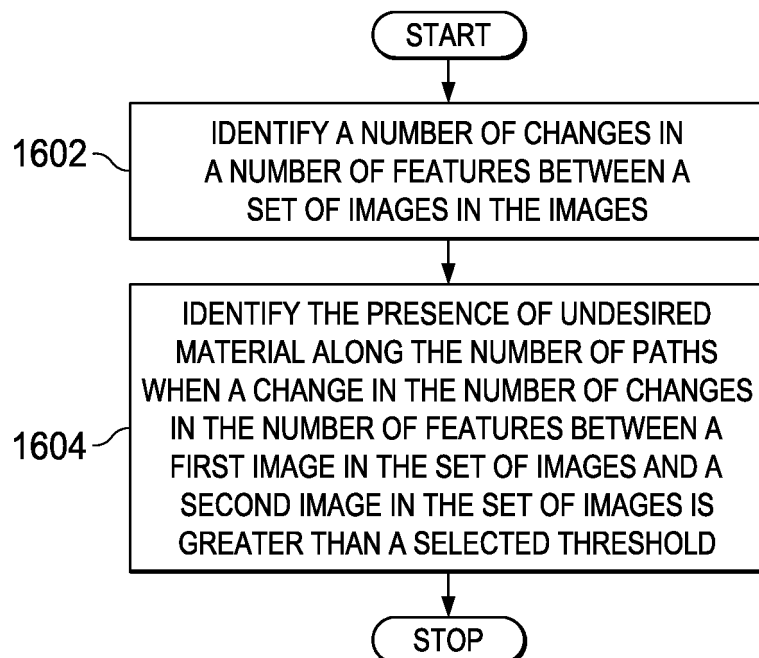 START
1602
IDENTIFY A NUMBER OF CHANGES IN
A NUMBER OF FEATURES BETWEEN A
SET OF IMAGES IN THE IMAGES
1604
IDENTIFY THE PRESENCE OF UNDESIRED
MATERIAL ALONG THE NUMBER OF PATHS
WHEN A CHANGE IN THE NUMBER OF CHANGES
IN THE NUMBER OF FEATURES BETWEEN A
FIRST IMAGE IN THE SET OF IMAGES AND A
SECOND IMAGE IN THE SET OF IMAGES IS
GREATER THAN A SELECTED THRESHOLD
STOP